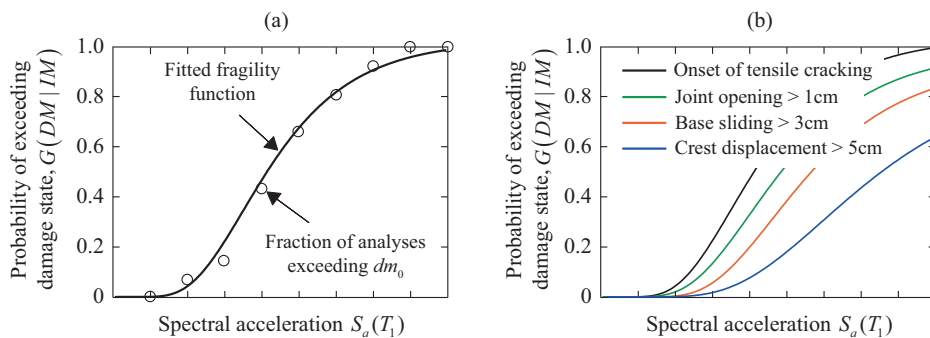 (a)
Probability of exceeding
damage state, G(DM | IM)
1.0
0.8
0.6
0.4
0.2
0
Fitted fragility
function
Fraction of analyses
exceeding dm₀
Spectral acceleration Sₐ(T₁)
(b)
Probability of exceeding
damage state, G(DM | IM)
1.0
0.8
0.6
0.4
0.2
0
Onset of tensile cracking
Joint opening > 1cm
Base sliding > 3cm
Crest displacement > 5cm
Spectral acceleration Sₐ(T₁)